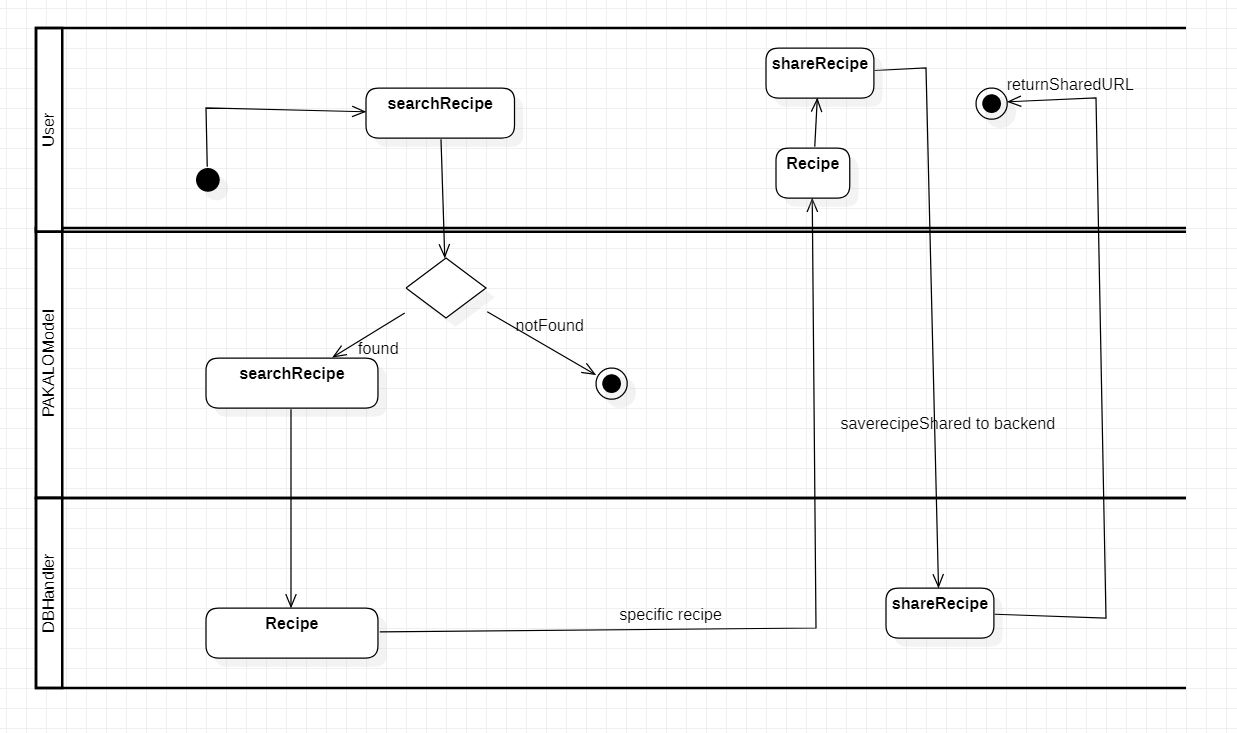 User
searchRecipe
shareRecipe
Recipe
returnSharedURL
PAKALOModel
found
notFound
searchRecipe
saverecipeShared to backend
DBHandler
Recipe
specific recipe
shareRecipe